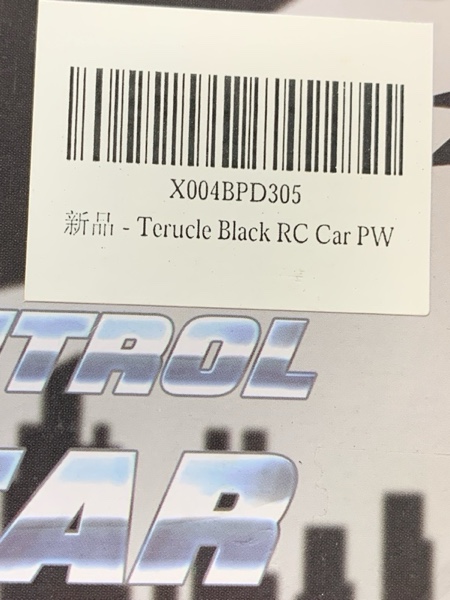 X004BPD305
新品 - Terucle Black RC Car PW
TROL
AR